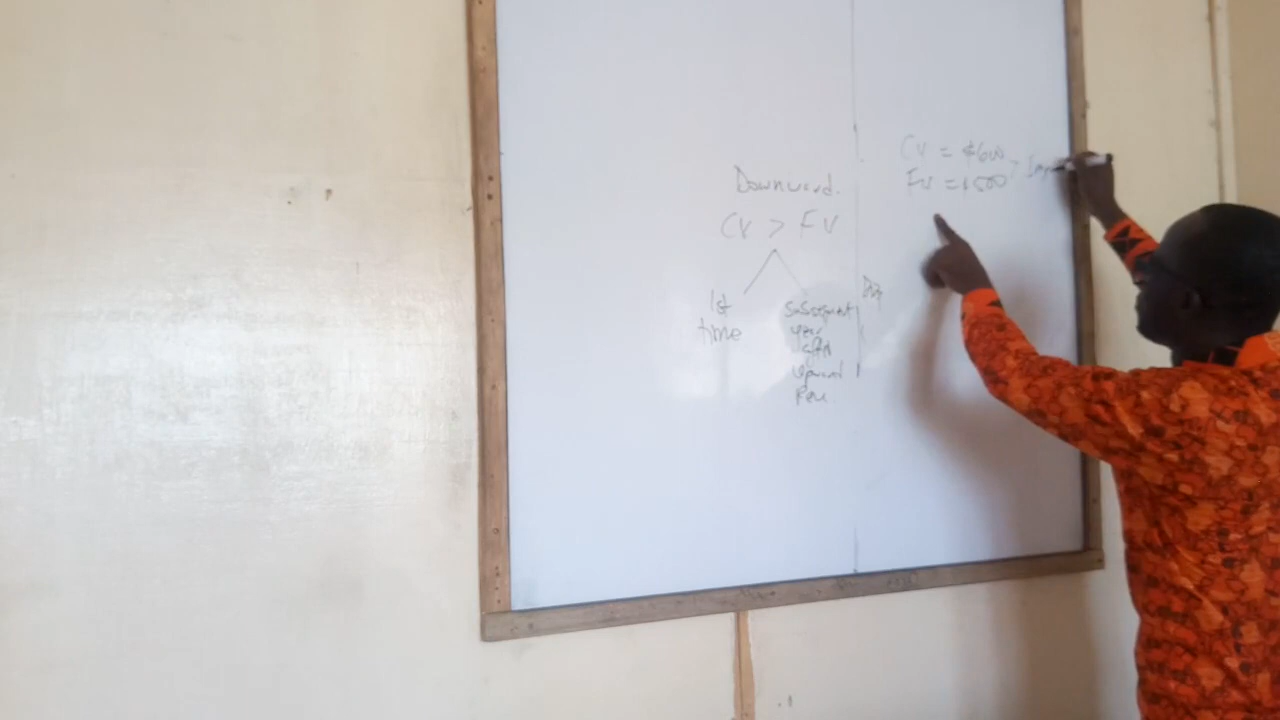 Downward.
CV > FV
1st
time
subsequent
year
after
upward
Rev
CV = $600
FV = $500